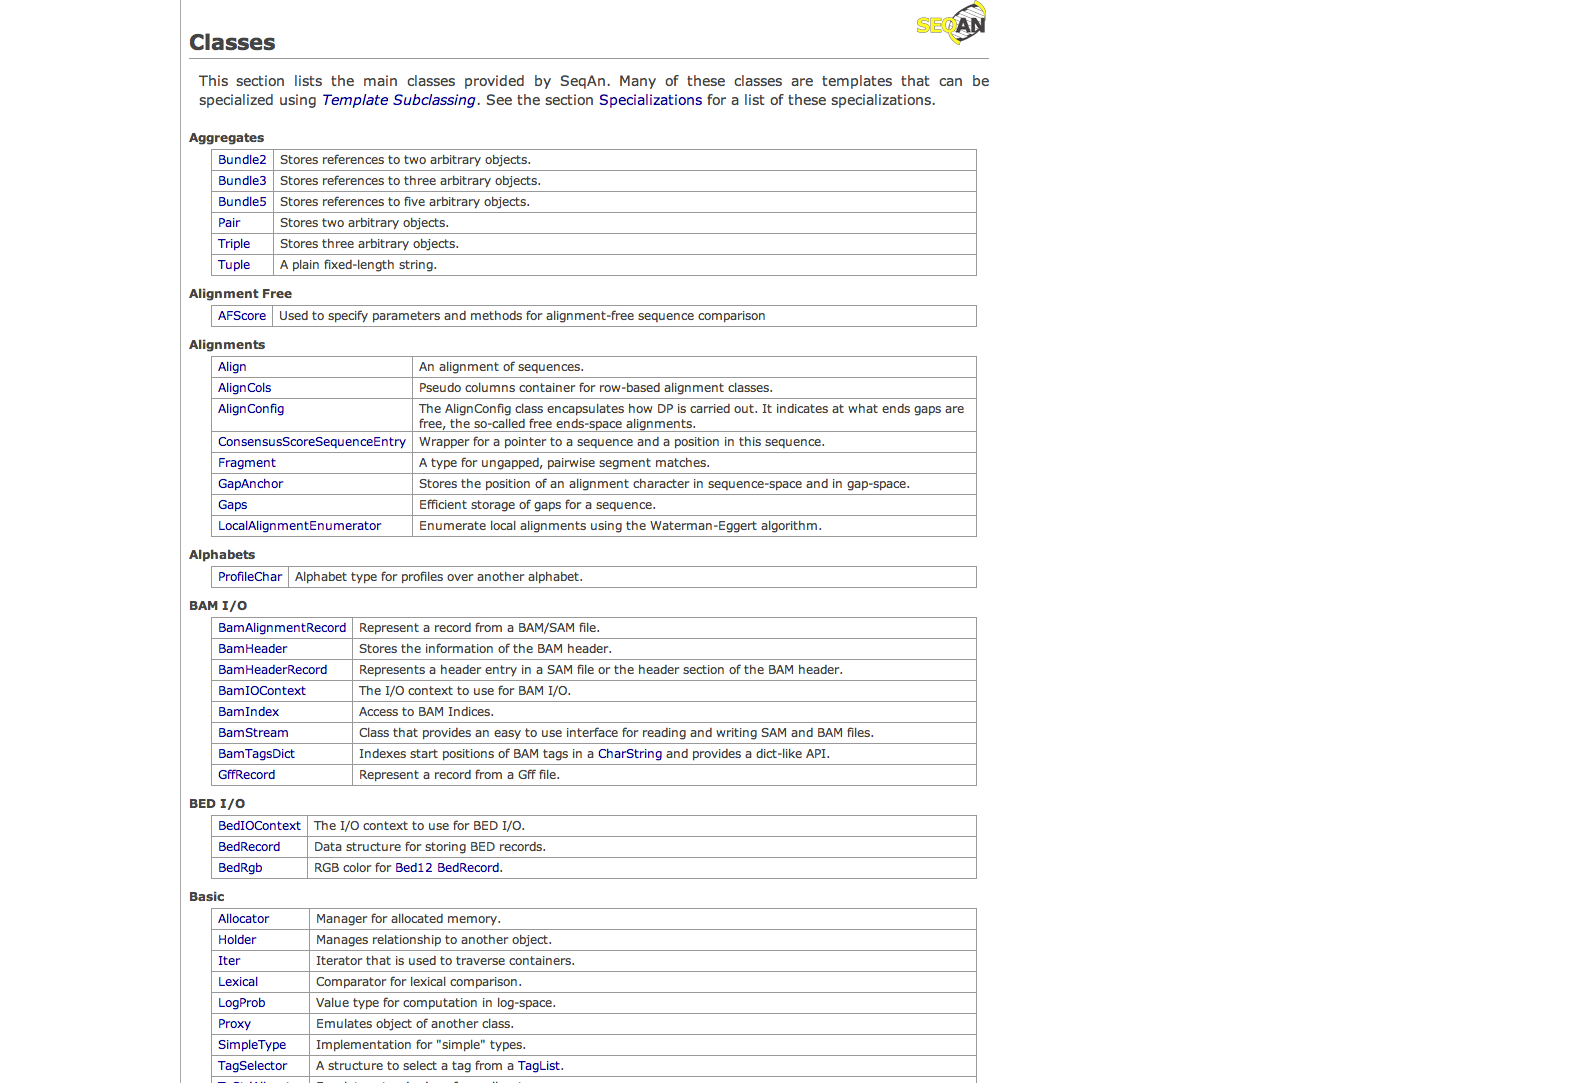 SEQAN
Classes
This section lists the main classes provided by SeqAn. Many of these classes are templates that can be
specialized using Template Subclassing. See the section Specializations for a list of these specializations.
Aggregates
Bundle2 Stores references to two arbitrary objects.
Bundle3 Stores references to three arbitrary objects.
Bundle5 Stores references to five arbitrary objects.
Pair Stores two arbitrary objects.
Triple Stores three arbitrary objects.
Tuple A plain fixed-length string.
Alignment Free
AFScore Used to specify parameters and methods for alignment-free sequence comparison
Alignments
Align An alignment of sequences.
AlignCols Pseudo columns container for row-based alignment classes.
AlignConfig The AlignConfig class encapsulates how DP is carried out. It indicates at what ends gaps are
free, the so-called free ends-space alignments.
ConsensusScoreSequenceEntry Wrapper for a pointer to a sequence and a position in this sequence.
Fragment A type for ungapped, pairwise segment matches.
GapAnchor Stores the position of an alignment character in sequence-space and in gap-space.
Gaps Efficient storage of gaps for a sequence.
LocalAlignmentEnumerator Enumerate local alignments using the Waterman-Eggert algorithm.
Alphabets
ProfileChar Alphabet type for profiles over another alphabet.
BAM I/O
BamAlignmentRecord Represent a record from a BAM/SAM file.
BamHeader Stores the information of the BAM header.
BamHeaderRecord Represents a header entry in a SAM file or the header section of the BAM header.
BamIOContext The I/O context to use for BAM I/O.
BamIndex Access to BAM Indices.
BamStream Class that provides an easy to use interface for reading and writing SAM and BAM files.
BamTagsDict Indexes start positions of BAM tags in a CharString and provides a dict-like API.
GffRecord Represent a record from a Gff file.
BED I/O
BedIOContext The I/O context to use for BED I/O.
BedRecord Data structure for storing BED records.
BedRgb RGB color for Bed12 BedRecord.
Basic
Allocator Manager for allocated memory.
Holder Manages relationship to another object.
Iter Iterator that is used to traverse containers.
Lexical Comparator for lexical comparison.
LogProb Value type for computation in log-space.
Proxy Emulates object of another class.
SimpleType Implementation for "simple" types.
TagSelector A structure to select a tag from a TagList.